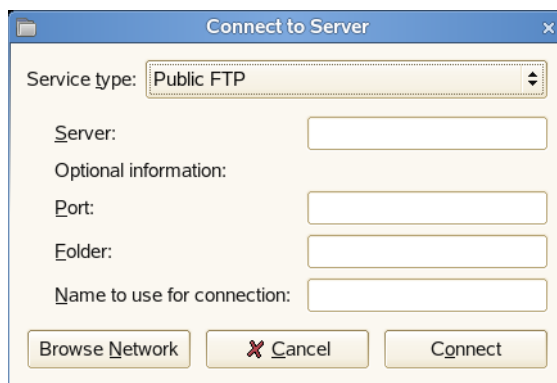 Connect to Server
Service type: Public FTP
Server:
Optional information:
Port:
Folder:
Name to use for connection:
Browse Network Cancel Connect